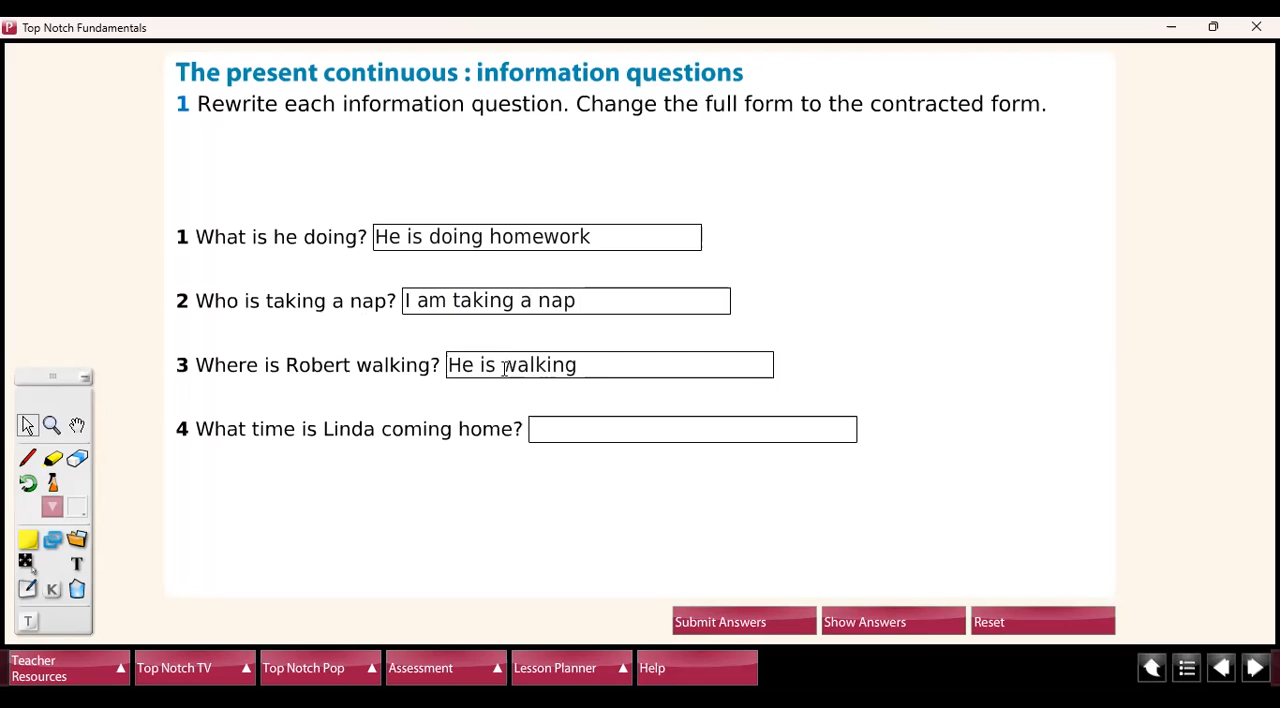 Top Notch Fundamentals
The present continuous : information questions
1 Rewrite each information question. Change the full form to the contracted form.
1 What is he doing? He is doing homework
2 Who is taking a nap? I am taking a nap
3 Where is Robert walking? He is walking
4 What time is Linda coming home?
T
K
T
Submit Answers Show Answers Reset
Teacher Resources Top Notch TV Top Notch Pop Assessment Lesson Planner Help